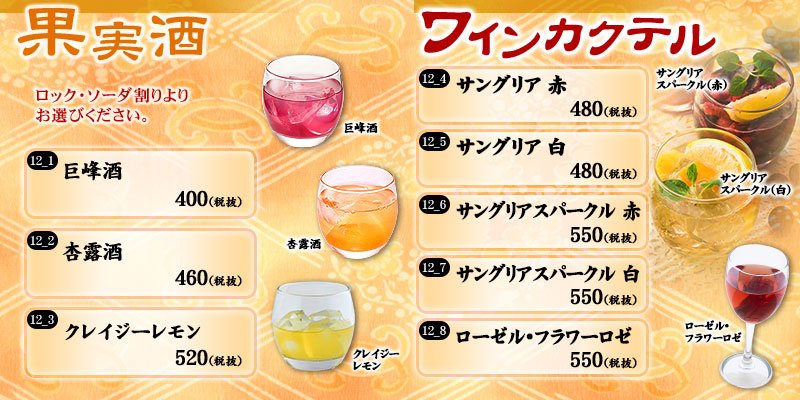 果実酒
ロック・ソーダ割りより
お選びください。
巨峰酒
12_1
巨峰酒
400(税抜)
12_2
杏露酒
460(税抜)
杏露酒
12_3
クレイジーレモン
520(税抜)
クレイジー
レモン
ワインカクテル
12_4
サングリア 赤
480(税抜)
サングリア
スパークル(赤)
12_5
サングリア 白
480(税抜)
サングリア
スパークル(白)
12_6
サングリアスパークル 赤
550(税抜)
12_7
サングリアスパークル 白
550(税抜)
12_8
ローゼル・フラワーロゼ
550(税抜)
ローゼル・
フラワーロゼ